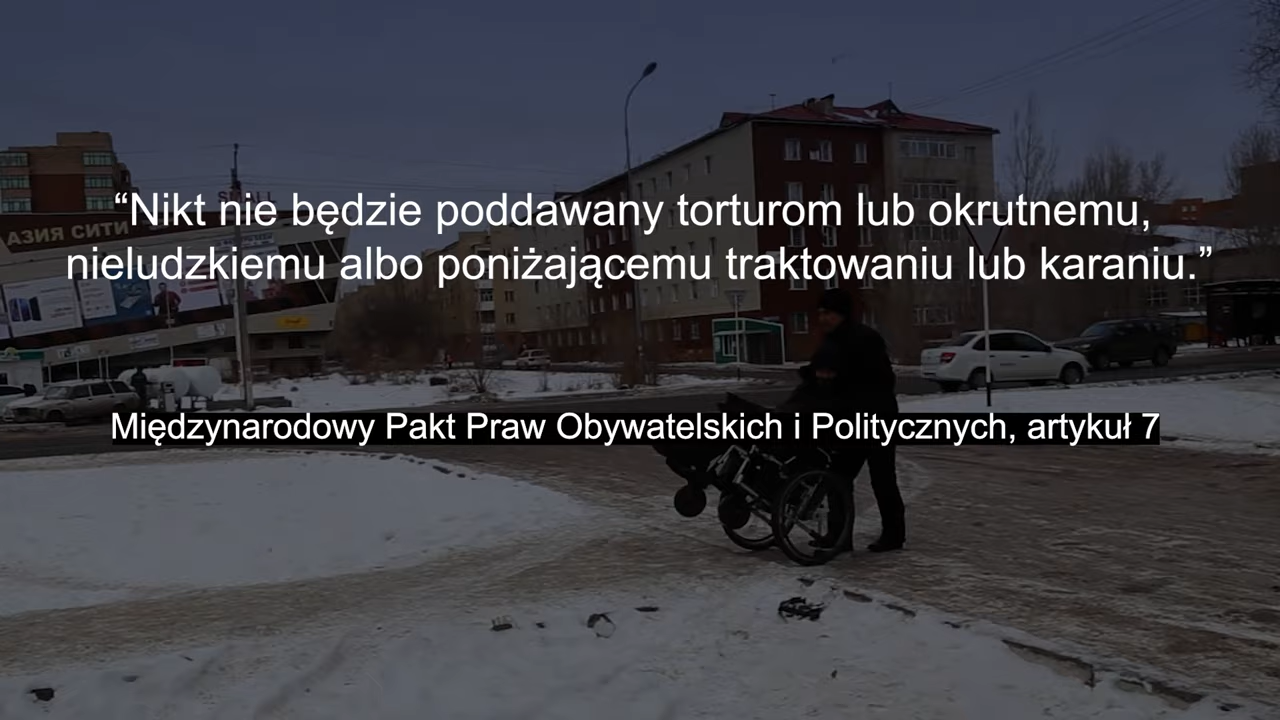 “Nikt nie będzie poddawany torturom lub okrutnemu,
nieludzkiemu albo poniżającemu traktowaniu lub karaniu.”
Międzynarodowy Pakt Praw Obywatelskich i Politycznych, artykuł 7
АЗИЯ СИТИ